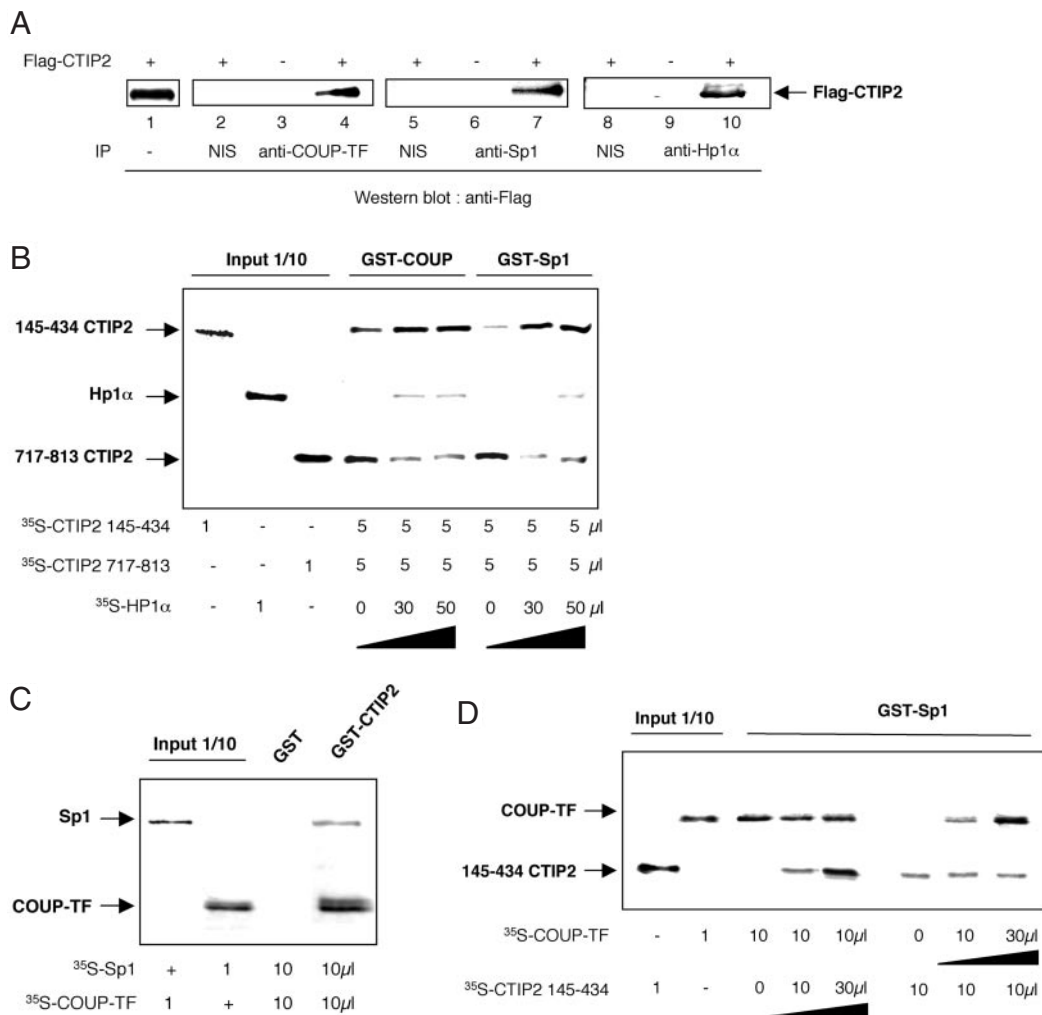 A
Flag-CTIP2 + + - + + - + + - +
Flag-CTIP2
1 2 3 4 5 6 7 8 9 10
IP - NIS anti-COUP-TF NIS anti-Sp1 NIS anti-Hp1α
Western blot : anti-Flag
B
Input 1/10 GST-COUP GST-Sp1
145-434 CTIP2
Hp1α
717-813 CTIP2
35S-CTIP2 145-434 1 - - 5 5 5 5 5 5 µl
35S-CTIP2 717-813 - - 1 5 5 5 5 5 5 µl
35S-HP1α - 1 - 0 30 50 0 30 50 µl
C
Input 1/10 GST GST-CTIP2
Sp1
COUP-TF
35S-Sp1 + 1 10 10µl
35S-COUP-TF 1 + 10 10µl
D
Input 1/10 GST-Sp1
COUP-TF
145-434 CTIP2
35S-COUP-TF - 1 10 10 10µl 0 10 30µl
35S-CTIP2 145-434 1 - 0 10 30µl 10 10 10µl